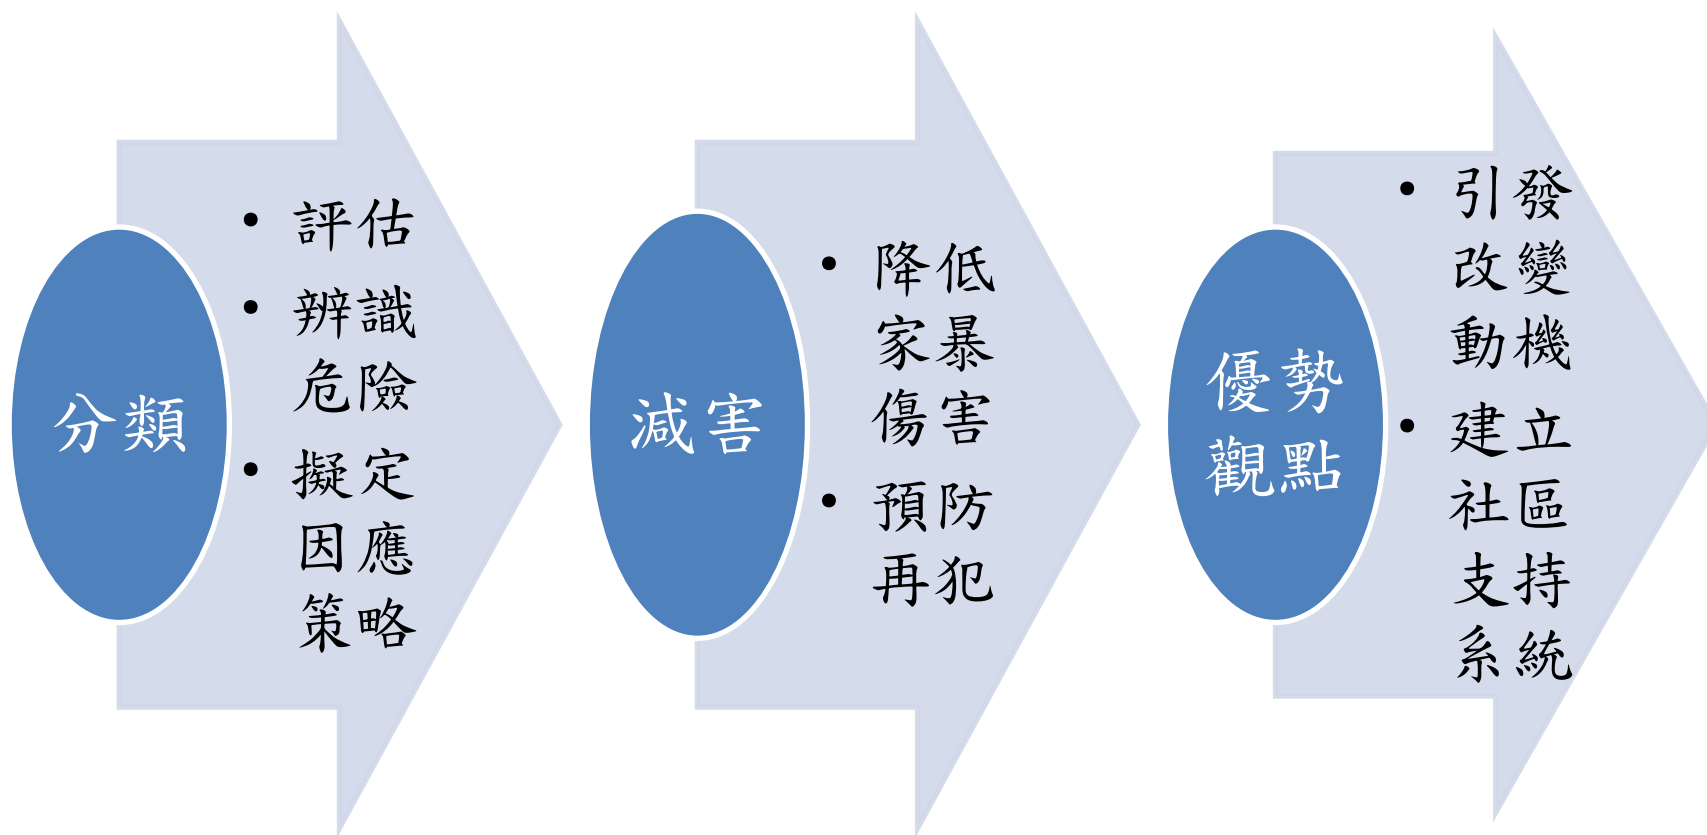 分類
• 評估
• 辨識
危險
• 擬定
因應
策略
減害
• 降低
家暴
傷害
• 預防
再犯
優勢
觀點
• 引發
改變
動機
• 建立
社區
支持
系統